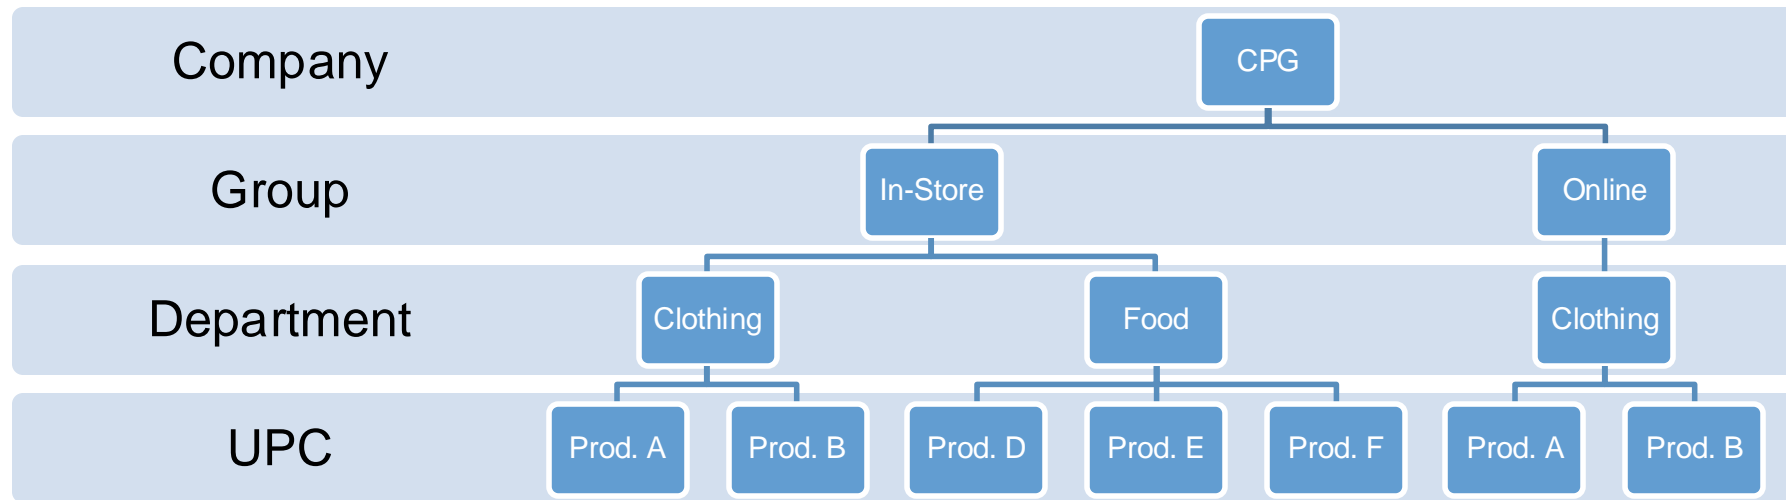 Company
CPG
Group
In-Store
Online
Department
Clothing
Food
Clothing
UPC
Prod. A
Prod. B
Prod. D
Prod. E
Prod. F
Prod. A
Prod. B